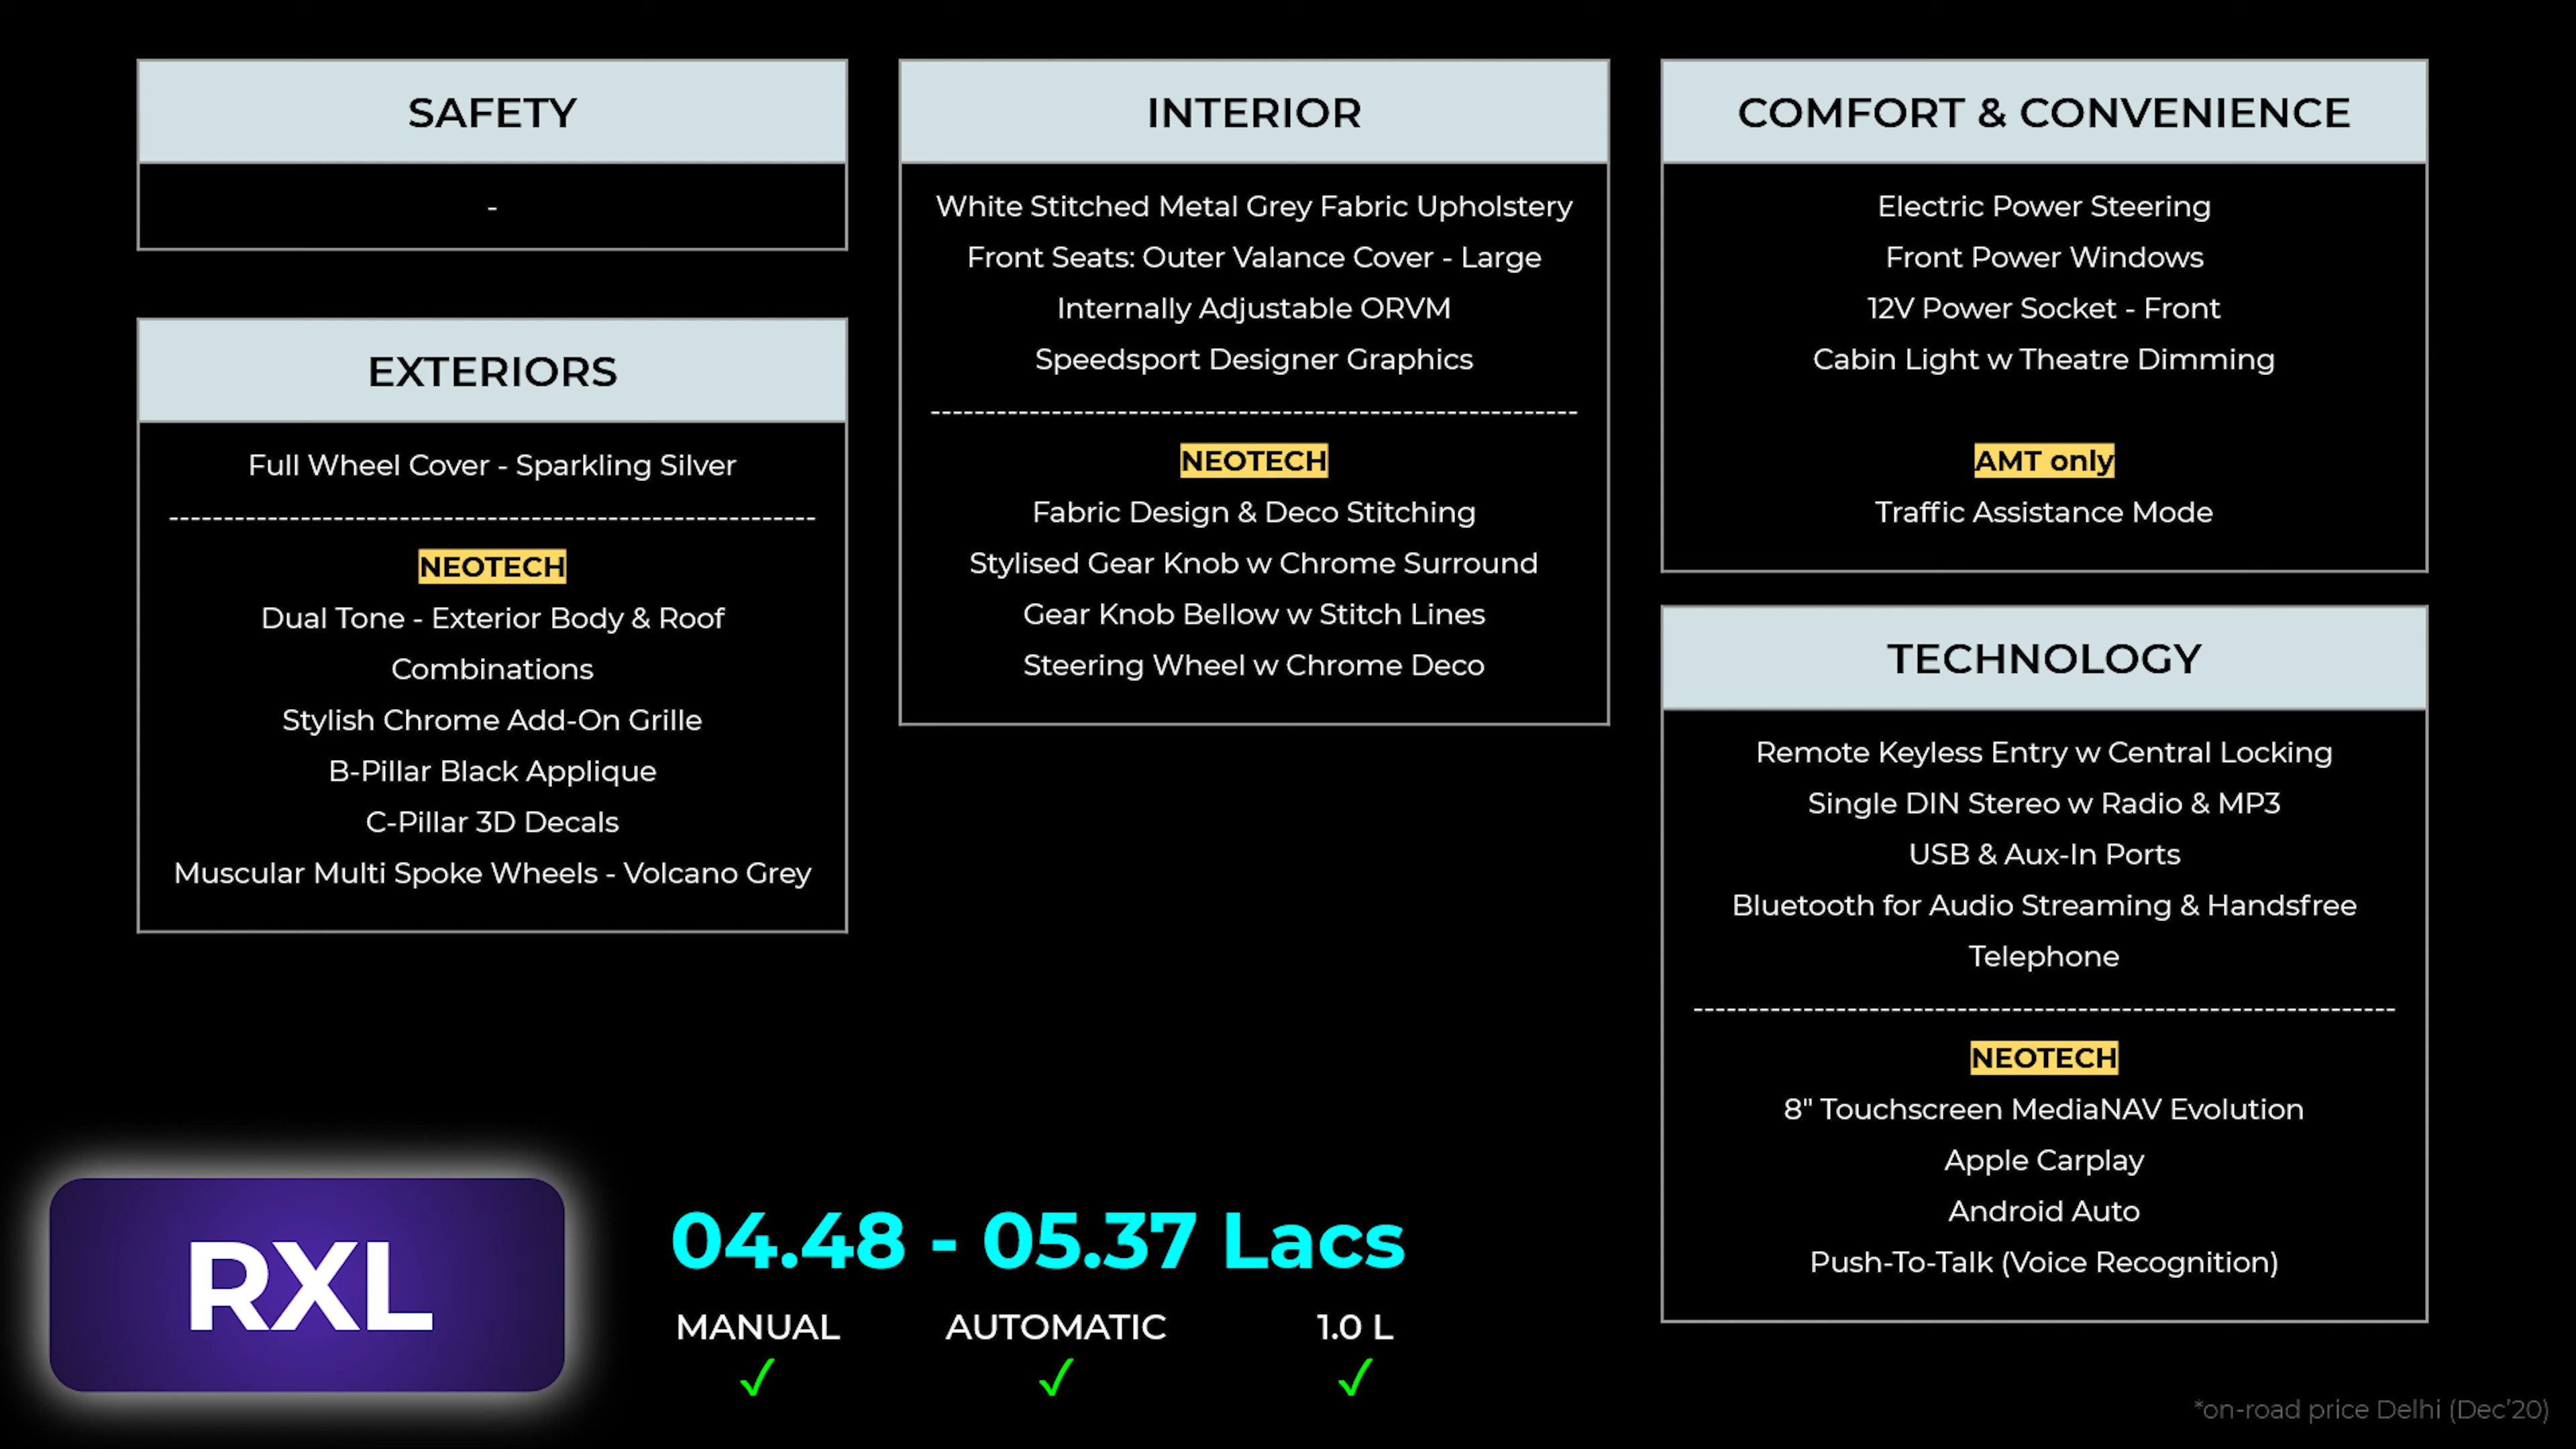 SAFETY
-
EXTERIORS
Full Wheel Cover - Sparkling Silver
-----------------------------------------------------------
NEOTECH
Dual Tone - Exterior Body & Roof
Combinations
Stylish Chrome Add-On Grille
B-Pillar Black Applique
C-Pillar 3D Decals
Muscular Multi Spoke Wheels - Volcano Grey
INTERIOR
White Stitched Metal Grey Fabric Upholstery
Front Seats: Outer Valance Cover - Large
Internally Adjustable ORVM
Speedsport Designer Graphics
-----------------------------------------------------------
NEOTECH
Fabric Design & Deco Stitching
Stylised Gear Knob w Chrome Surround
Gear Knob Bellow w Stitch Lines
Steering Wheel w Chrome Deco
COMFORT & CONVENIENCE
Electric Power Steering
Front Power Windows
12V Power Socket - Front
Cabin Light w Theatre Dimming
AMT only
Traffic Assistance Mode
TECHNOLOGY
Remote Keyless Entry w Central Locking
Single DIN Stereo w Radio & MP3
USB & Aux-In Ports
Bluetooth for Audio Streaming & Handsfree
Telephone
----------------------------------------------------------------
NEOTECH
8" Touchscreen MediaNAV Evolution
Apple Carplay
Android Auto
Push-To-Talk (Voice Recognition)
RXL
04.48 - 05.37 Lacs
MANUAL AUTOMATIC 1.0 L
✓ ✓ ✓
*on-road price Delhi (Dec'20)